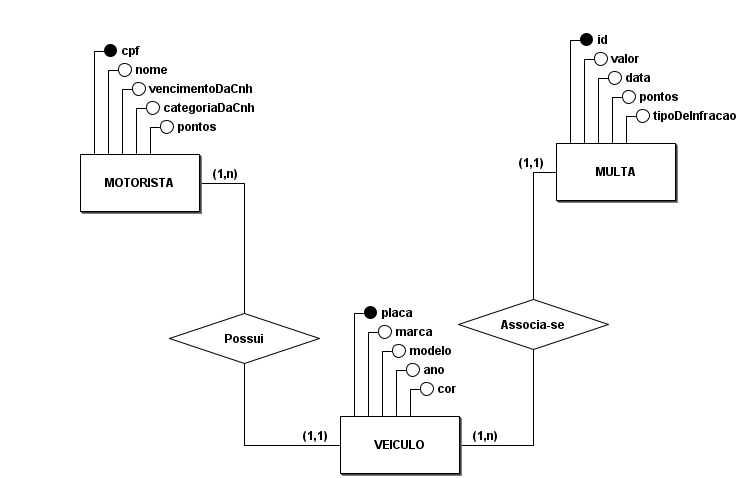 cpf
nome
vencimentoDaCnh
categoriaDaCnh
pontos
MOTORISTA
(1,n)
id
valor
data
pontos
tipoDeInfracao
(1,1)
MULTA
Possui
Associa-se
placa
marca
modelo
ano
cor
(1,1)
VEICULO
(1,n)